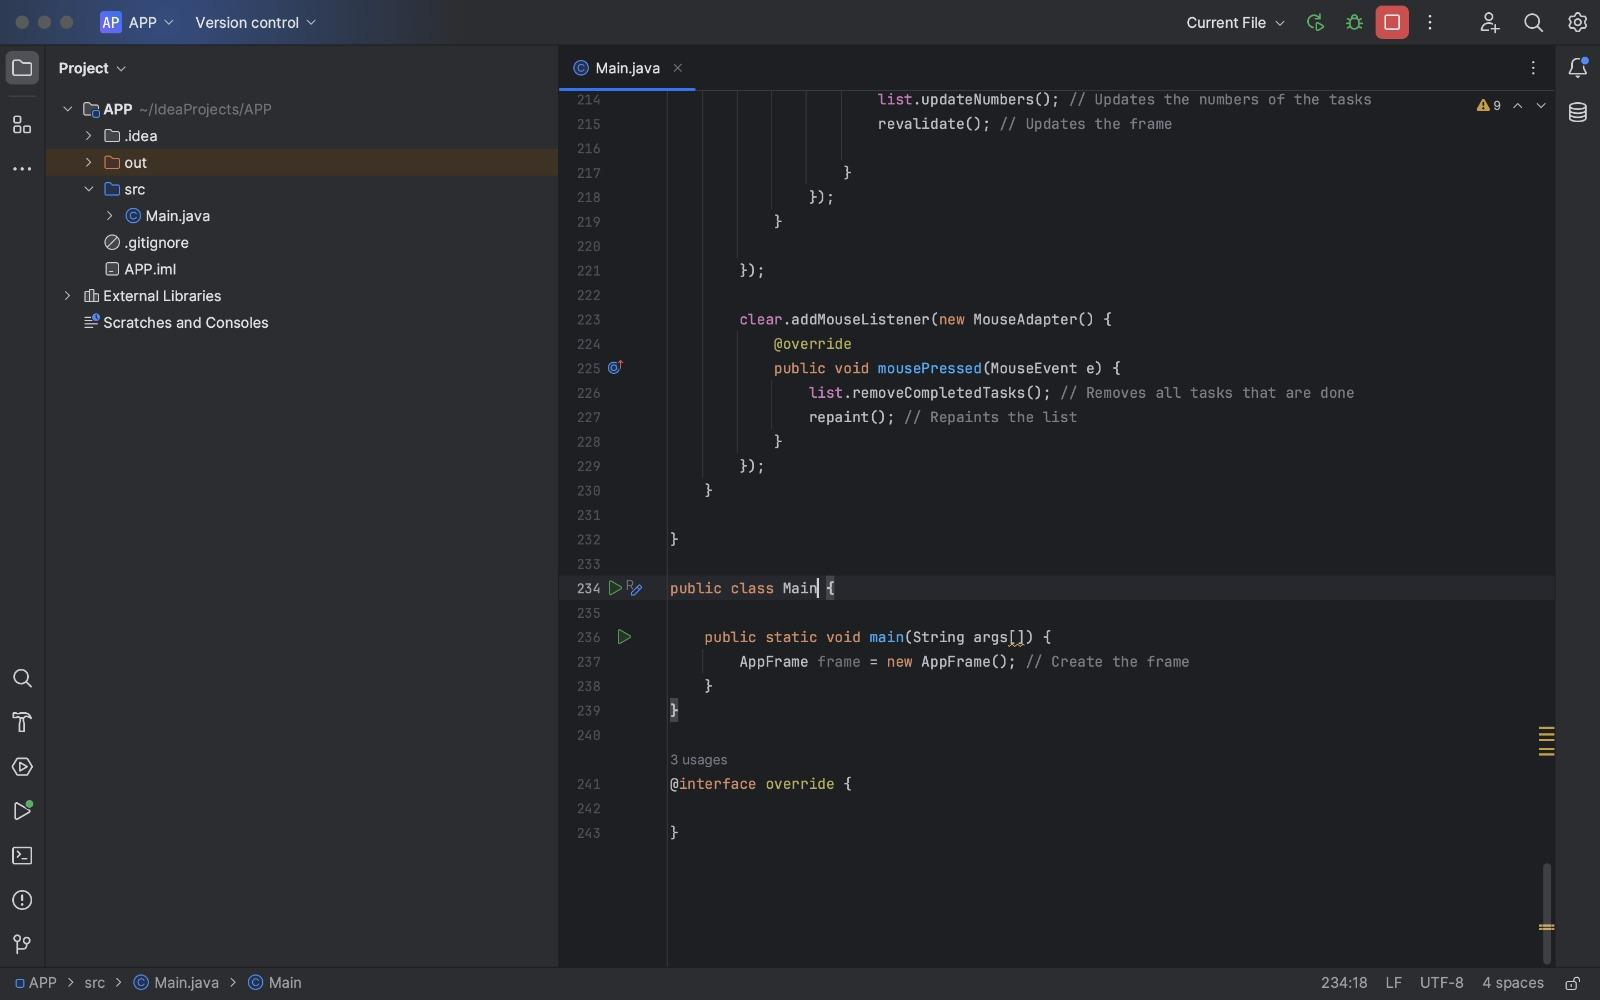 AP APP Version control Current File
Project
Main.java
APP ~/IdeaProjects/APP
.idea
out
src
Main.java
.gitignore
APP.iml
External Libraries
Scratches and Consoles
9
214 list.updateNumbers(); // Updates the numbers of the tasks
215 revalidate(); // Updates the frame
216
217 }
218 });
219 }
220
221 });
222
223 clear.addMouseListener(new MouseAdapter() {
224 @override
225 public void mousePressed(MouseEvent e) {
226 list.removeCompletedTasks(); // Removes all tasks that are done
227 repaint(); // Repaints the list
228 }
229 });
230 }
231
232 }
233
234 public class Main {
235
236 public static void main(String args[]) {
237 AppFrame frame = new AppFrame(); // Create the frame
238 }
239 }
240
3 usages
241 @interface override {
242
243 }
APP > src > Main.java > Main
234:18 LF UTF-8 4 spaces